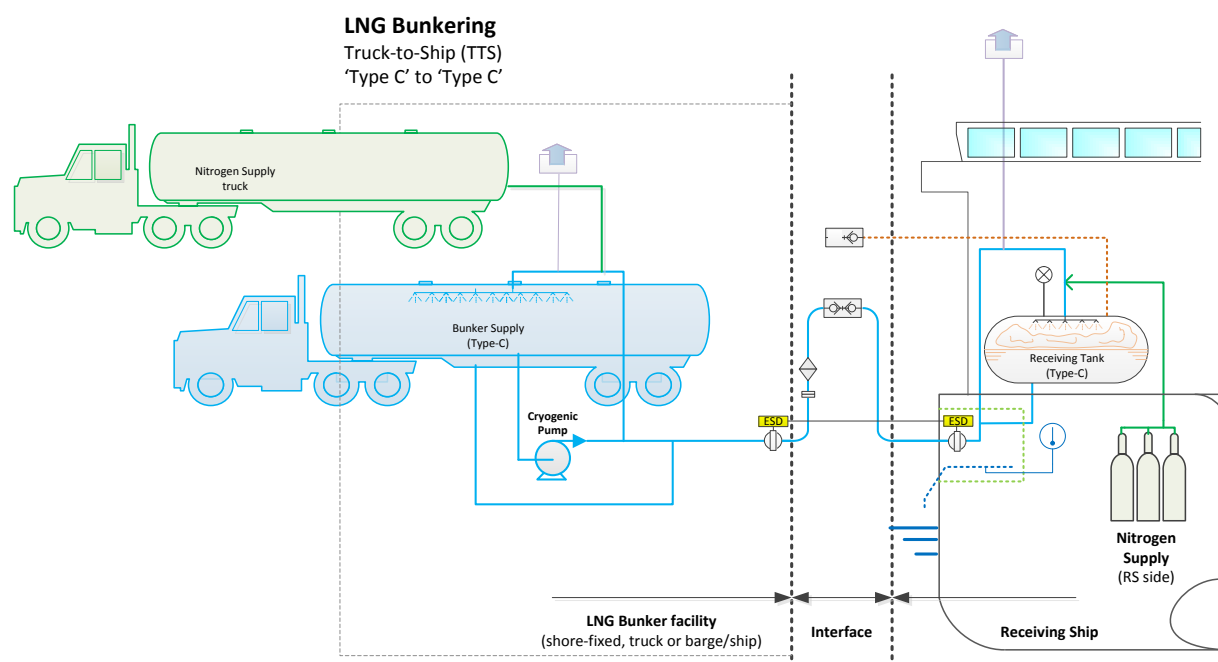 LNG Bunkering
Truck-to-Ship (TTS)
‘Type C’ to ‘Type C’
Nitrogen Supply
truck
Bunker Supply
(Type-C)
Cryogenic
Pump
ESD
ESD
Receiving Tank
(Type-C)
Nitrogen
Supply
(RS side)
LNG Bunker facility
(shore-fixed, truck or barge/ship)
Interface
Receiving Ship